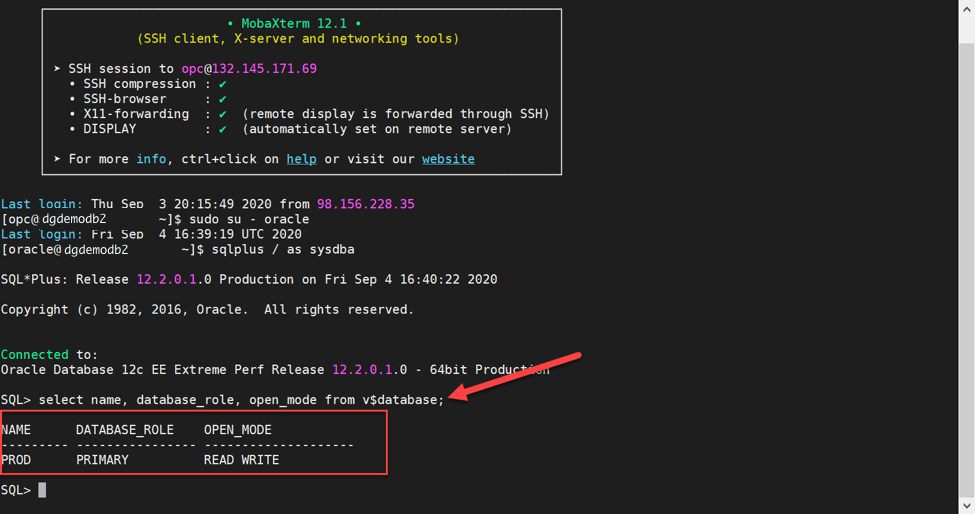 • MobaXterm 12.1 •
(SSH client, X-server and networking tools)
➤ SSH session to opc@132.145.171.69
• SSH compression : ✔
• SSH-browser : ✔
• X11-forwarding : ✔ (remote display is forwarded through SSH)
• DISPLAY : ✔ (automatically set on remote server)
➤ For more info, ctrl+click on help or visit our website
Last login: Thu Sep 3 20:15:49 2020 from 98.156.228.35
[opc@dgdemodb2 ~]$ sudo su - oracle
Last login: Fri Sep 4 16:39:19 UTC 2020
[oracle@dgdemodb2 ~]$ sqlplus / as sysdba
SQL*Plus: Release 12.2.0.1.0 Production on Fri Sep 4 16:40:22 2020
Copyright (c) 1982, 2016, Oracle. All rights reserved.
Connected to:
Oracle Database 12c EE Extreme Perf Release 12.2.0.1.0 - 64bit Production
SQL> select name, database_role, open_mode from v$database;
NAME DATABASE_ROLE OPEN_MODE
--------- ---------------- --------------------
PROD PRIMARY READ WRITE
SQL>